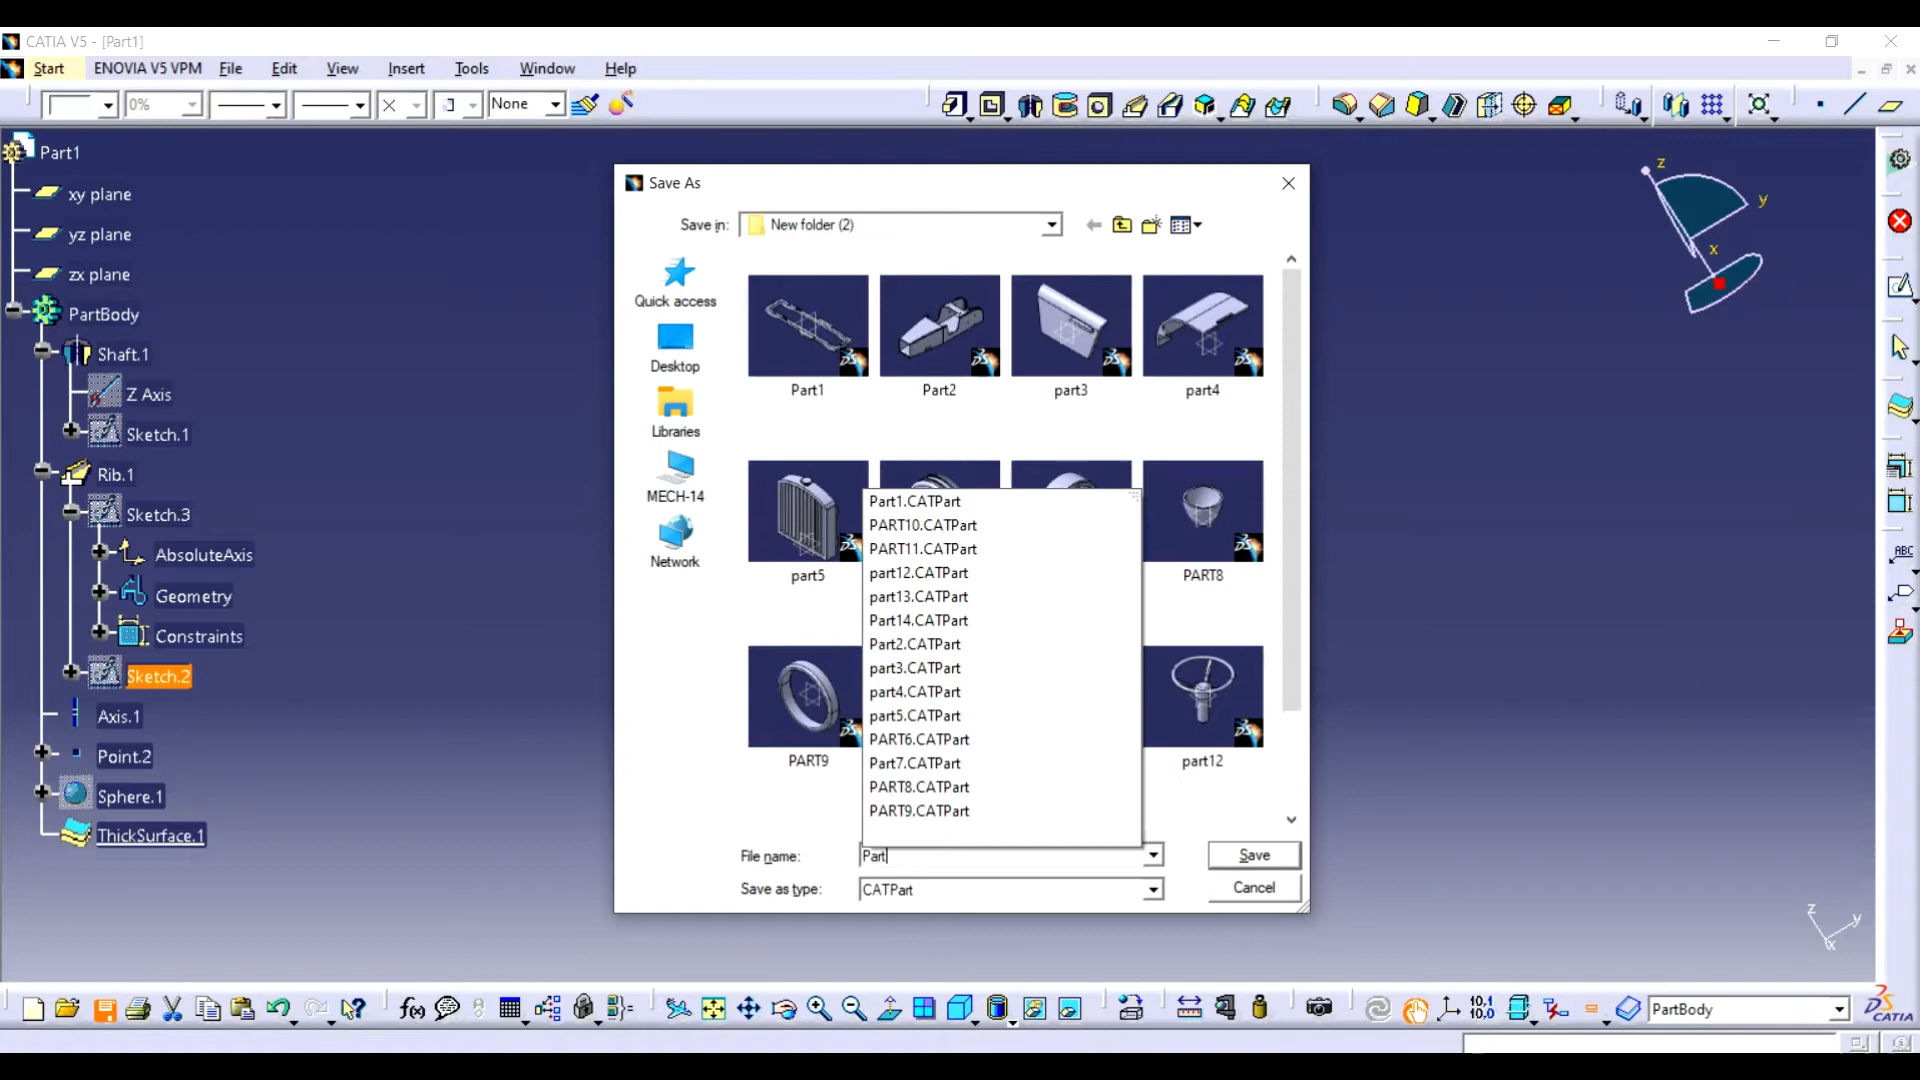 CATIA V5 - [Part1]
Start ENOVIA V5 VPM File Edit View Insert Tools Window Help
0% None
Part1
xy plane
yz plane
zx plane
PartBody
Shaft.1
Z Axis
Sketch.1
Rib.1
Sketch.3
AbsoluteAxis
Geometry
Constraints
Sketch.2
Axis.1
Point.2
Sphere.1
ThickSurface.1
Save As
Save in: New folder (2)
Quick access
Desktop
Libraries
MECH-14
Network
Part1 Part2 part3 part4
part5 PART8
PART9 part12
Part1.CATPart
PART10.CATPart
PART11.CATPart
part12.CATPart
part13.CATPart
Part14.CATPart
Part2.CATPart
part3.CATPart
part4.CATPart
part5.CATPart
PART6.CATPart
Part7.CATPart
PART8.CATPart
PART9.CATPart
File name: Part Save
Save as type: CATPart Cancel
z
y
x
ABC
z
y
x
f(x) 10,1
10,0 PartBody
CATIA